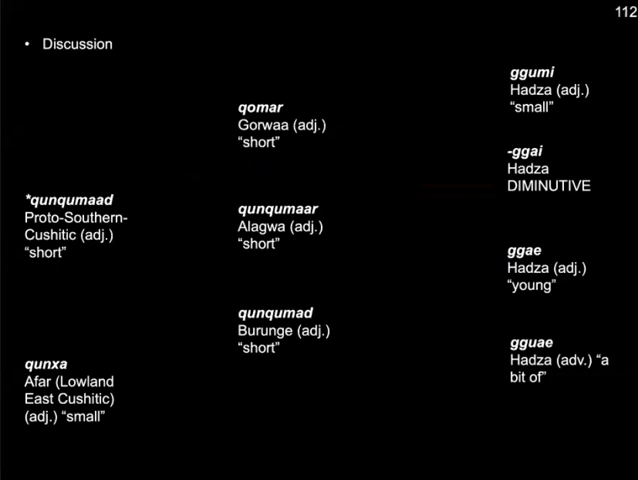 112
• Discussion
*qunqumaad
Proto-Southern-
Cushitic (adj.)
“short”
qunxa
Afar (Lowland
East Cushitic)
(adj.) “small”
qomar
Gorwaa (adj.)
“short”
qunqumaar
Alagwa (adj.)
“short”
qunqumad
Burunge (adj.)
“short”
ggumi
Hadza (adj.)
“small”
-ggai
Hadza
DIMINUTIVE
ggae
Hadza (adj.)
“young”
gguae
Hadza (adv.) “a
bit of”